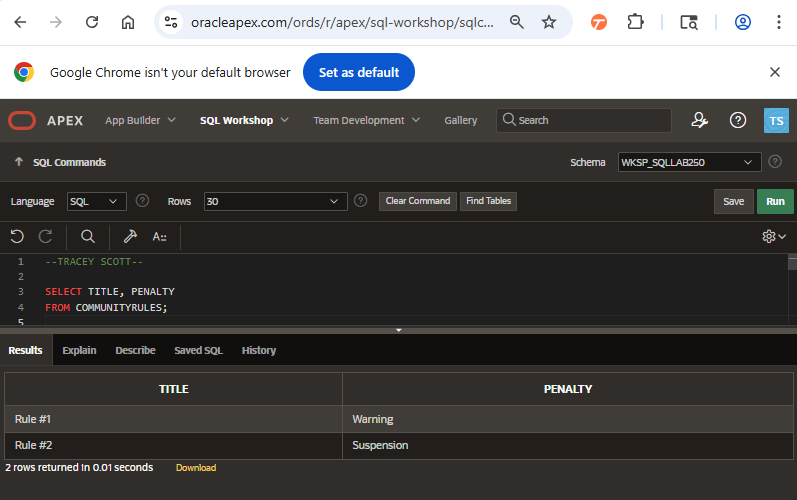 oracleapex.com/ords/r/apex/sql-workshop/sqlc...
Google Chrome isn't your default browser Set as default
APEX App Builder SQL Workshop Team Development Gallery Search TS
SQL Commands Schema WKSP_SQLLAB250
Language SQL Rows 30 Clear Command Find Tables Save Run
A::
1 --TRACEY SCOTT--
2
3 SELECT TITLE, PENALTY
4 FROM COMMUNITYRULES;
5
Results Explain Describe Saved SQL History
TITLE PENALTY
Rule #1 Warning
Rule #2 Suspension
2 rows returned in 0.01 seconds Download